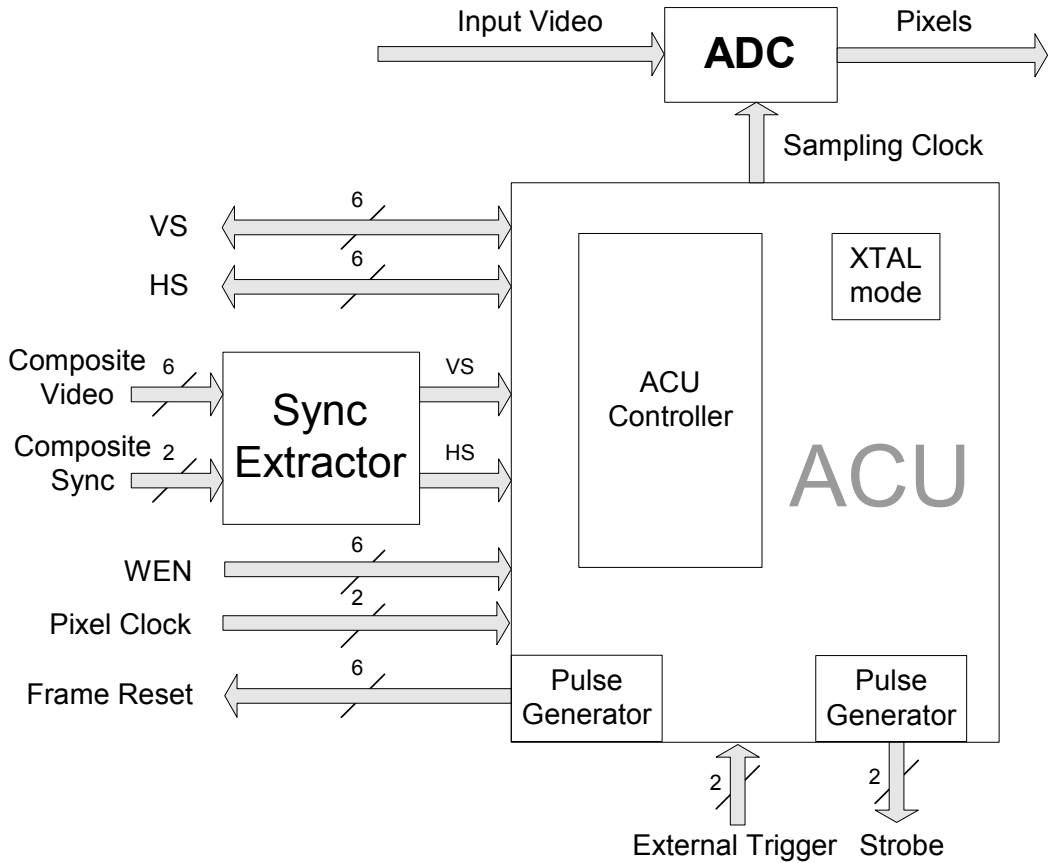 Input Video
ADC
Pixels
Sampling Clock
VS
6
HS
6
XTAL
mode
Composite
Video
6
Sync
Extractor
VS
ACU
Controller
Composite
Sync
2
HS
ACU
WEN
6
Pixel Clock
2
Frame Reset
6
Pulse
Generator
Pulse
Generator
2
2
External Trigger
Strobe